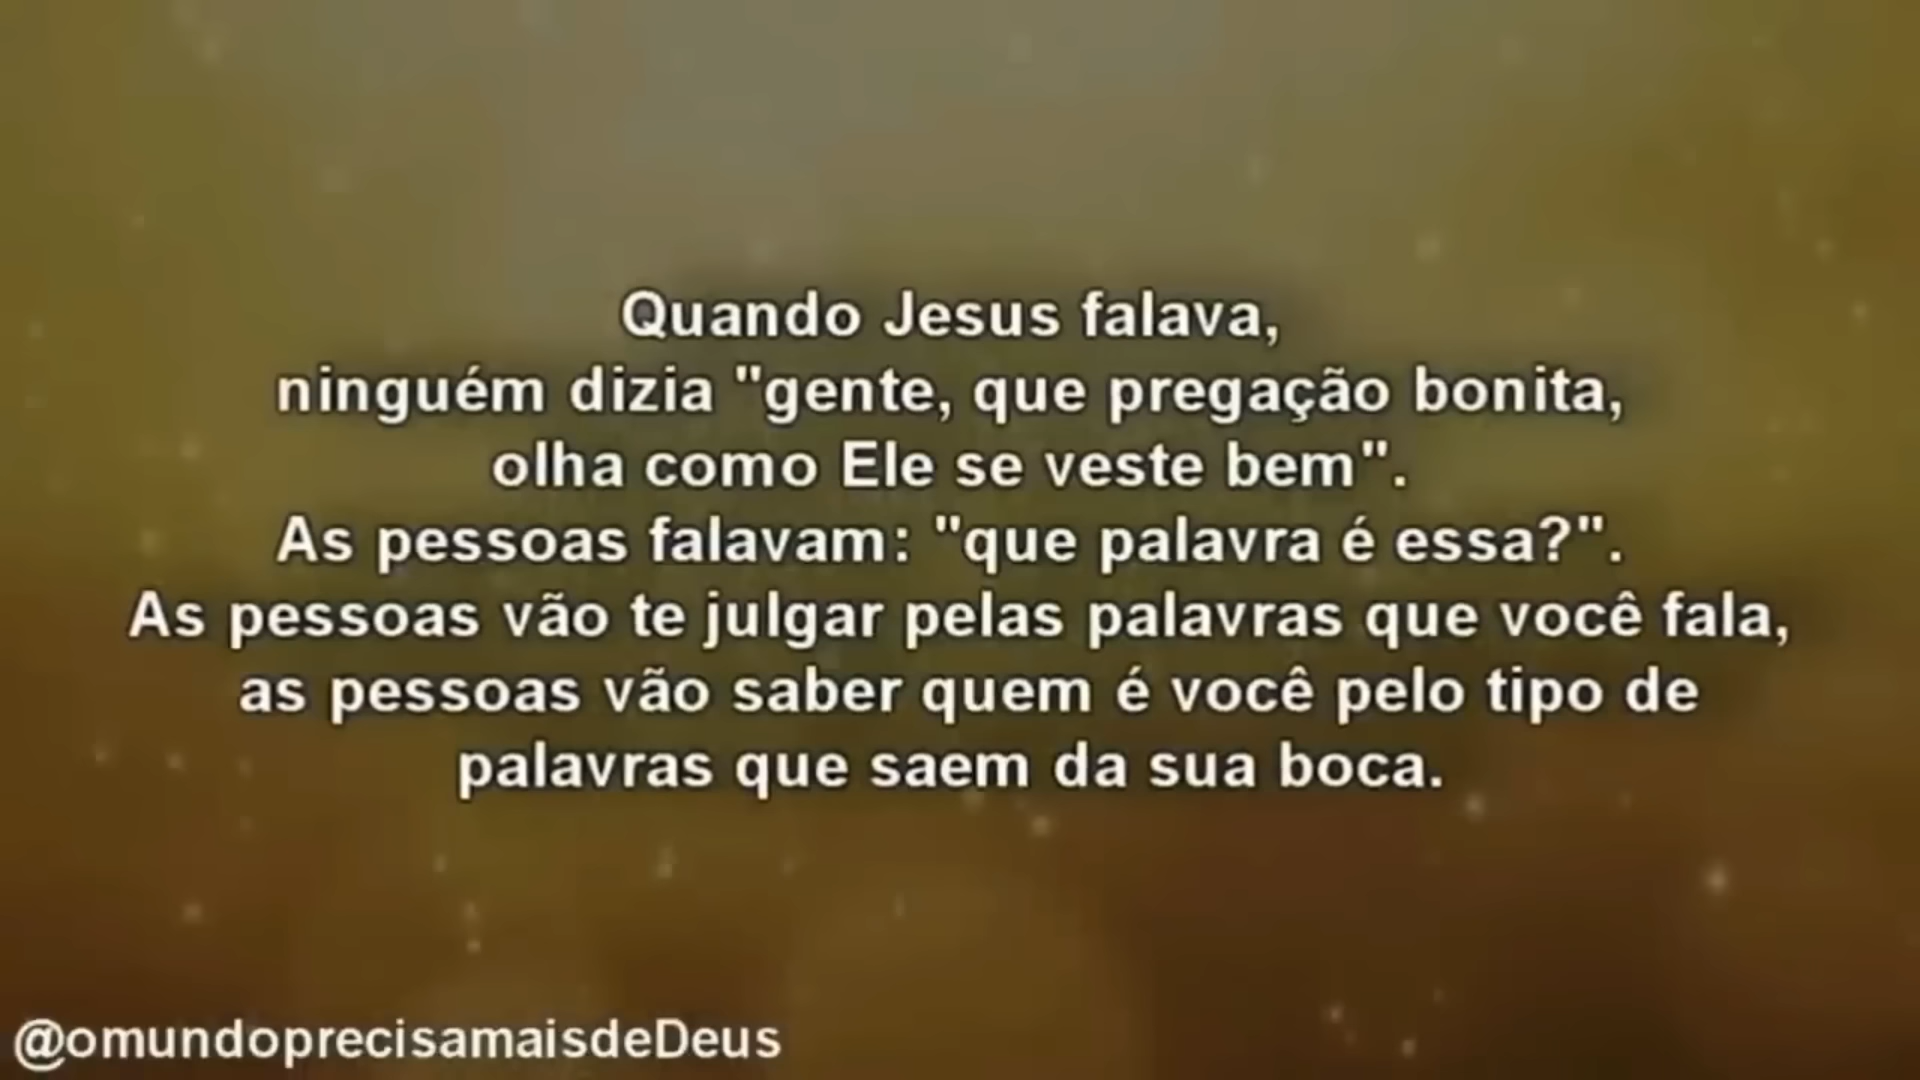 Quando Jesus falava,
ninguém dizia "gente, que pregação bonita,
olha como Ele se veste bem".
As pessoas falavam: "que palavra é essa?".
As pessoas vão te julgar pelas palavras que você fala,
as pessoas vão saber quem é você pelo tipo de
palavras que saem da sua boca.
@omundoprecisamaisdeDeus